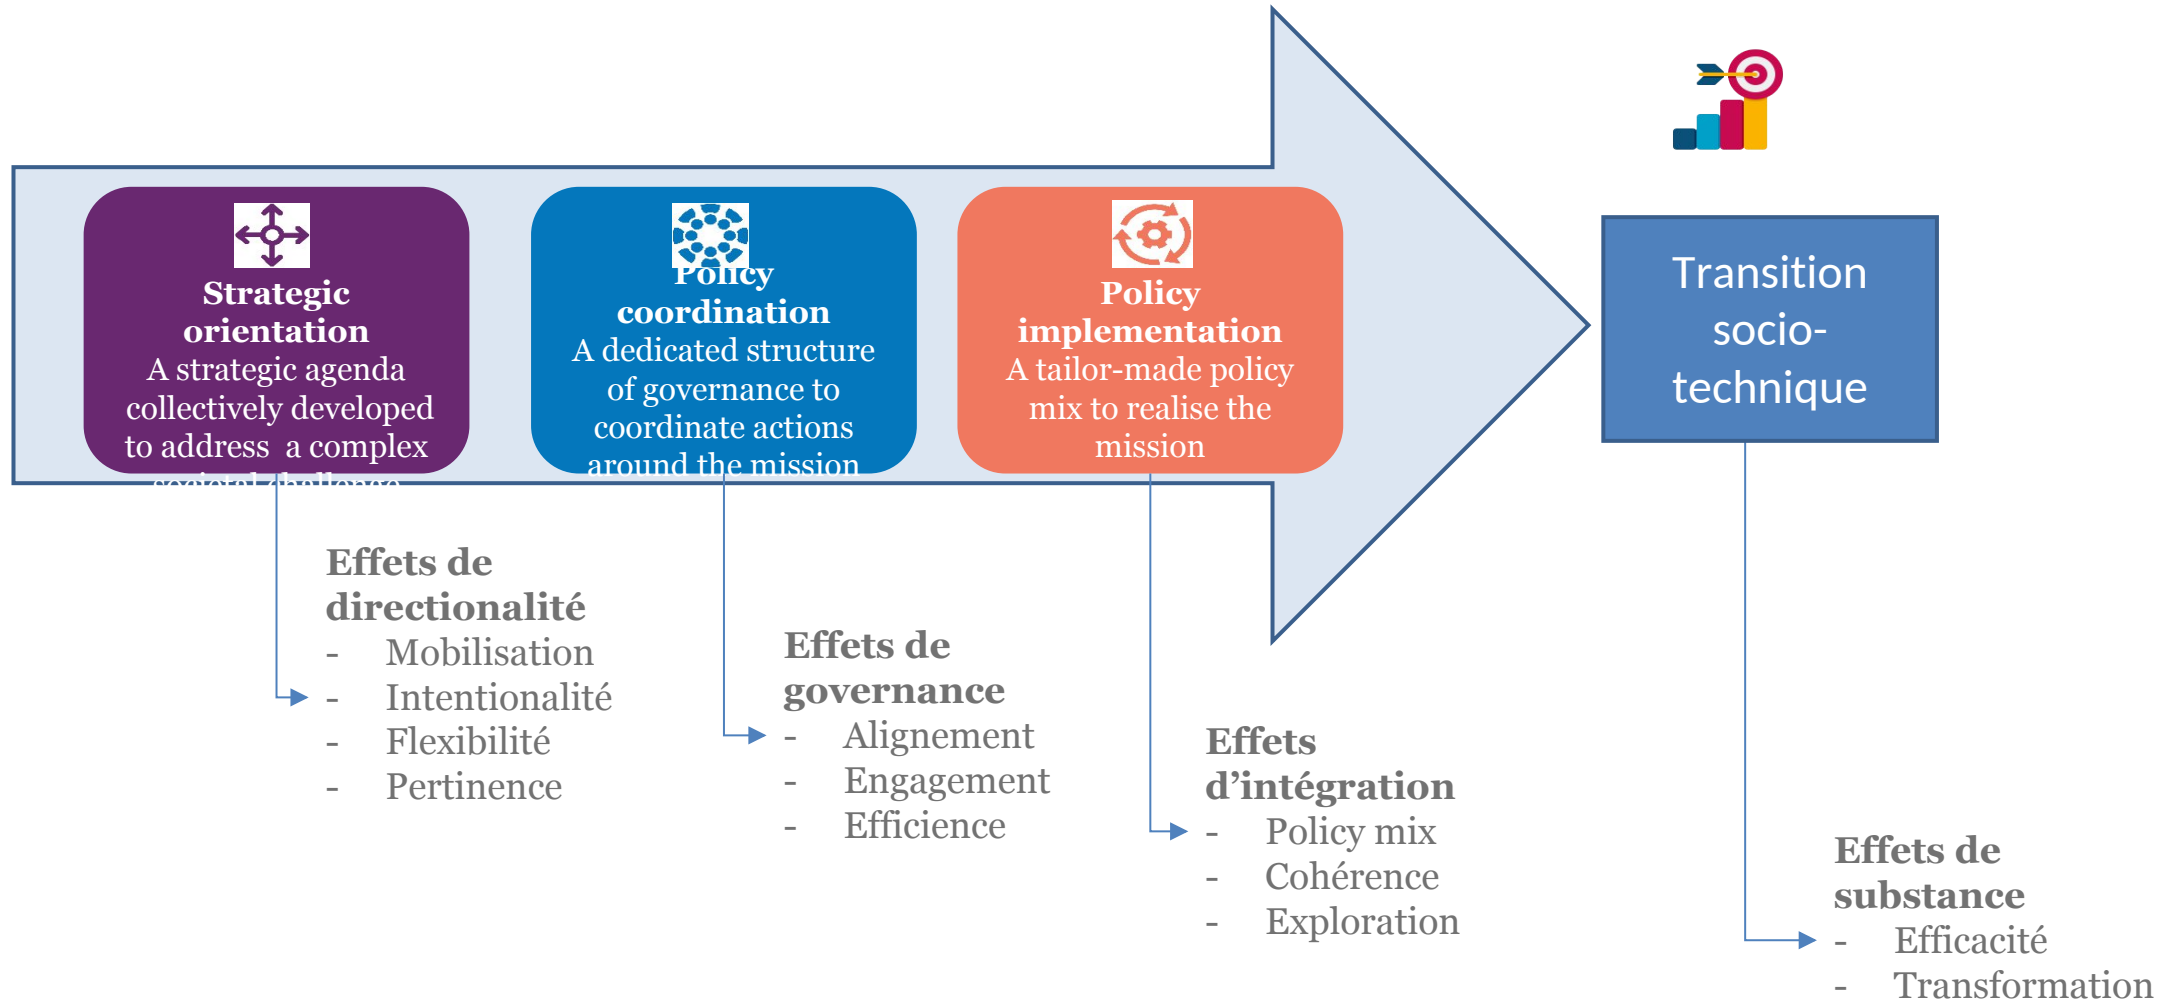 Strategic
orientation
A strategic agenda
collectively developed
to address a complex
societal challenge
Policy
coordination
A dedicated structure
of governance to
coordinate actions
around the mission
Policy
implementation
A tailor-made policy
mix to realise the
mission
Transition
socio-
technique
Effets de
directionalité
- Mobilisation
- Intentionalité
- Flexibilité
- Pertinence
Effets de
governance
- Alignement
- Engagement
- Efficience
Effets
d’intégration
- Policy mix
- Cohérence
- Exploration
Effets de
substance
- Efficacité
- Transformation